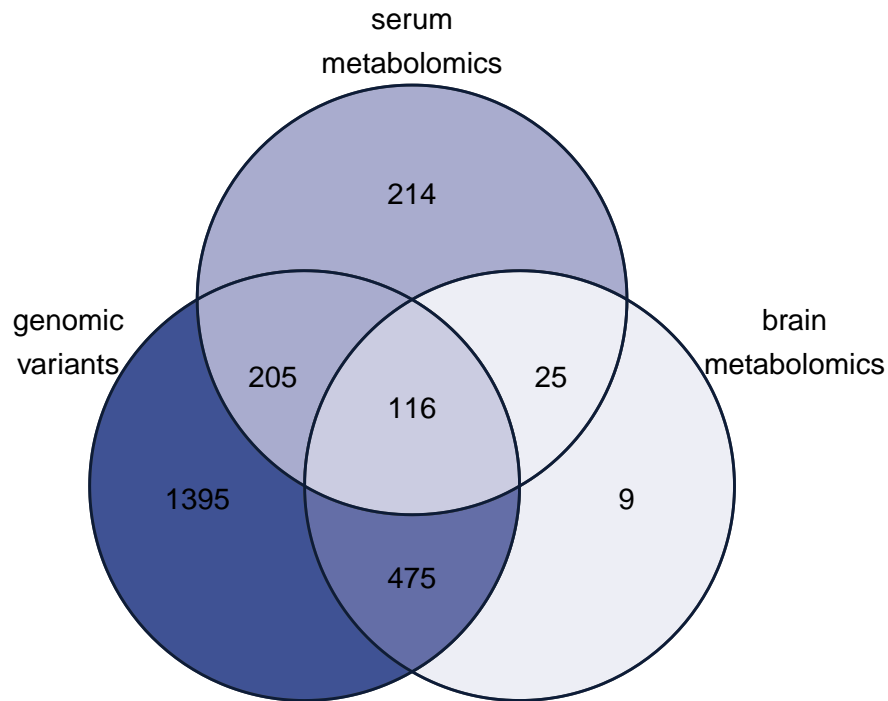 serum
metabolomics
214
genomic
variants
brain
metabolomics
205
116
25
1395
9
475